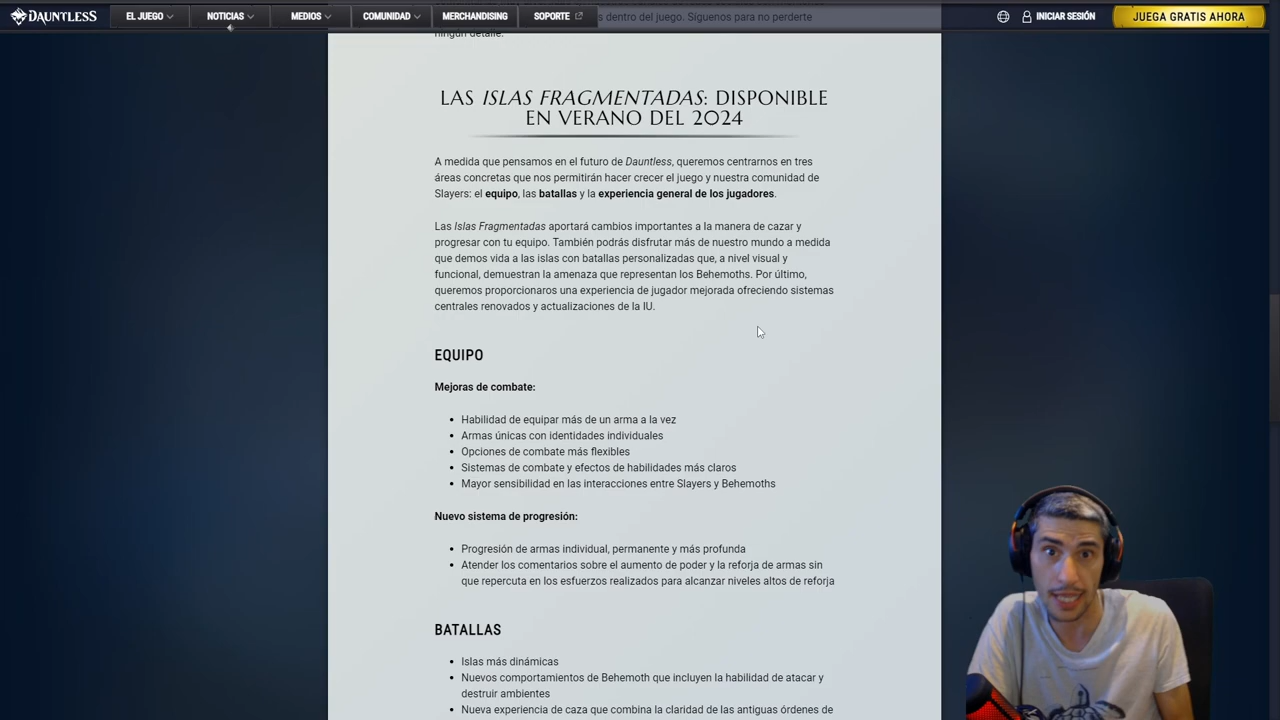 DAUNTLESS
EL JUEGO
NOTICIAS
MEDIOS
COMUNIDAD
MERCHANDISING
SOPORTE
s dentro del juego. Síguenos para no perderte
INICIAR SESIÓN
JUEGA GRATIS AHORA
ningún detalle.
LAS ISLAS FRAGMENTADAS: DISPONIBLE
EN VERANO DEL 2024
A medida que pensamos en el futuro de Dauntless, queremos centrarnos en tres
áreas concretas que nos permitirán hacer crecer el juego y nuestra comunidad de
Slayers: el equipo, las batallas y la experiencia general de los jugadores.
Las Islas Fragmentadas aportará cambios importantes a la manera de cazar y
progresar con tu equipo. También podrás disfrutar más de nuestro mundo a medida
que demos vida a las islas con batallas personalizadas que, a nivel visual y
funcional, demuestran la amenaza que representan los Behemoths. Por último,
queremos proporcionaros una experiencia de jugador mejorada ofreciendo sistemas
centrales renovados y actualizaciones de la IU.
EQUIPO
Mejoras de combate:
• Habilidad de equipar más de un arma a la vez
• Armas únicas con identidades individuales
• Opciones de combate más flexibles
• Sistemas de combate y efectos de habilidades más claros
• Mayor sensibilidad en las interacciones entre Slayers y Behemoths
Nuevo sistema de progresión:
• Progresión de armas individual, permanente y más profunda
• Atender los comentarios sobre el aumento de poder y la reforja de armas sin
que repercuta en los esfuerzos realizados para alcanzar niveles altos de reforja
BATALLAS
• Islas más dinámicas
• Nuevos comportamientos de Behemoth que incluyen la habilidad de atacar y
destruir ambientes
• Nueva experiencia de caza que combina la claridad de las antiguas órdenes de